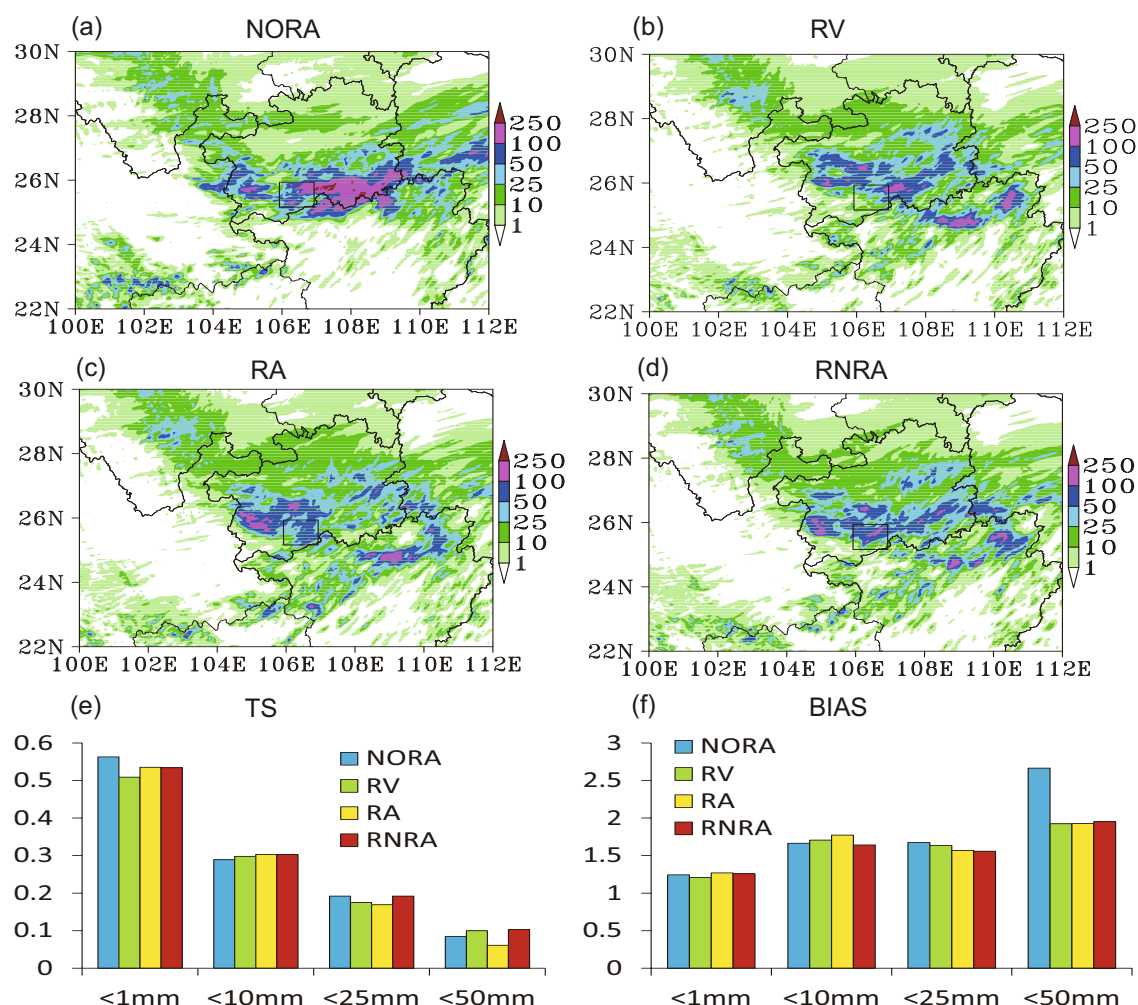 (a) NORA
30N
28N
26N
24N
22N
100E 102E 104E 106E 108E 110E 112E
250
100
50
25
10
1
(b) RV
30N
28N
26N
24N
22N
100E 102E 104E 106E 108E 110E 112E
250
100
50
25
10
1
(c) RA
30N
28N
26N
24N
22N
100E 102E 104E 106E 108E 110E 112E
250
100
50
25
10
1
(d) RNRA
30N
28N
26N
24N
22N
100E 102E 104E 106E 108E 110E 112E
250
100
50
25
10
1
(e) TS
0.6
0.5
0.4
0.3
0.2
0.1
0
NORA
RV
RA
RNRA
<1mm <10mm <25mm <50mm
(f) BIAS
3
2.5
2
1.5
1
0.5
0
NORA
RV
RA
RNRA
<1mm <10mm <25mm <50mm